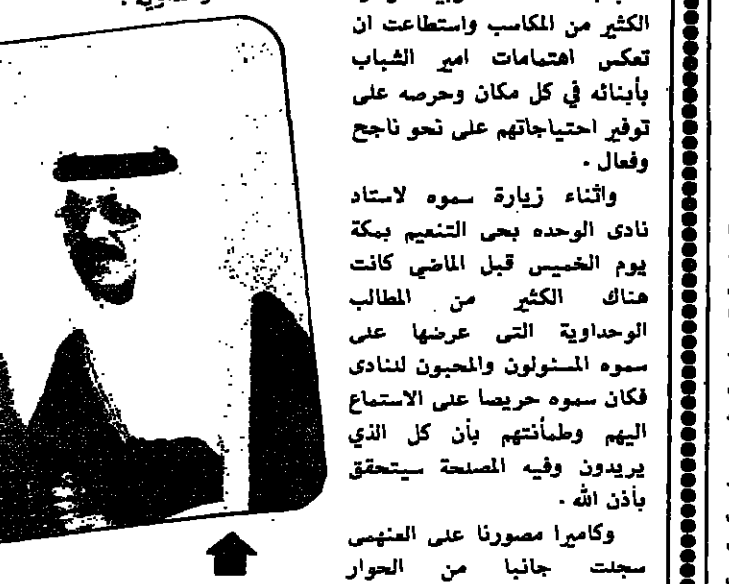 الكثير من المكاسب واستطاعت ان
تعكس اهتمامات امير الشباب
بأبنائه في كل مكان وحرصه على
توفير احتياجاتهم على نحو ناجح
وفعال .
واثناء زيارة سموه لاستاد
نادى الوحده بحى التنعيم بمكة
يوم الخميس قبل الماضي كانت
هناك الكثير من المطالب
الوحداوية التى عرضها على
سموه المسئولون والمحبون للنادى
فكان سموه حريصا على الاستماع
اليهم وطمأنتهم بأن كل الذي
يريدون وفيه المصلحة سيتحقق
بأذن الله .
وكاميرا مصورنا على العنهمى
سجلت جانبا من الحوار